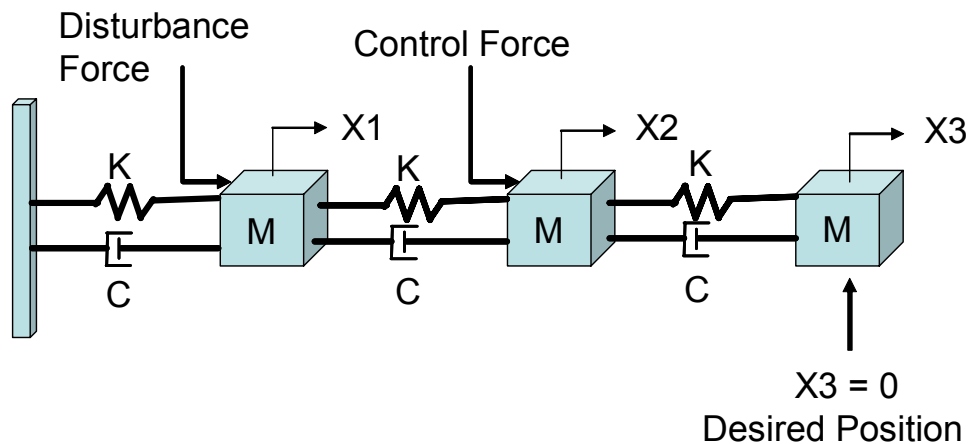 Disturbance
Force
Control Force
X1
X2
X3
K
K
K
M
M
M
C
C
C
X3 = 0
Desired Position